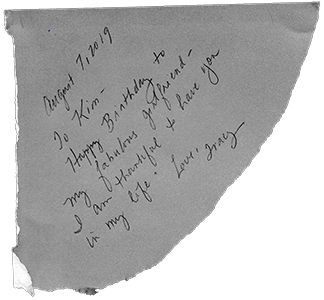 August 7, 2019
To Kim-
Happy Birthday to
my fabulous girlfriend-
I am thankful to have you
in my life. Love, Tracy